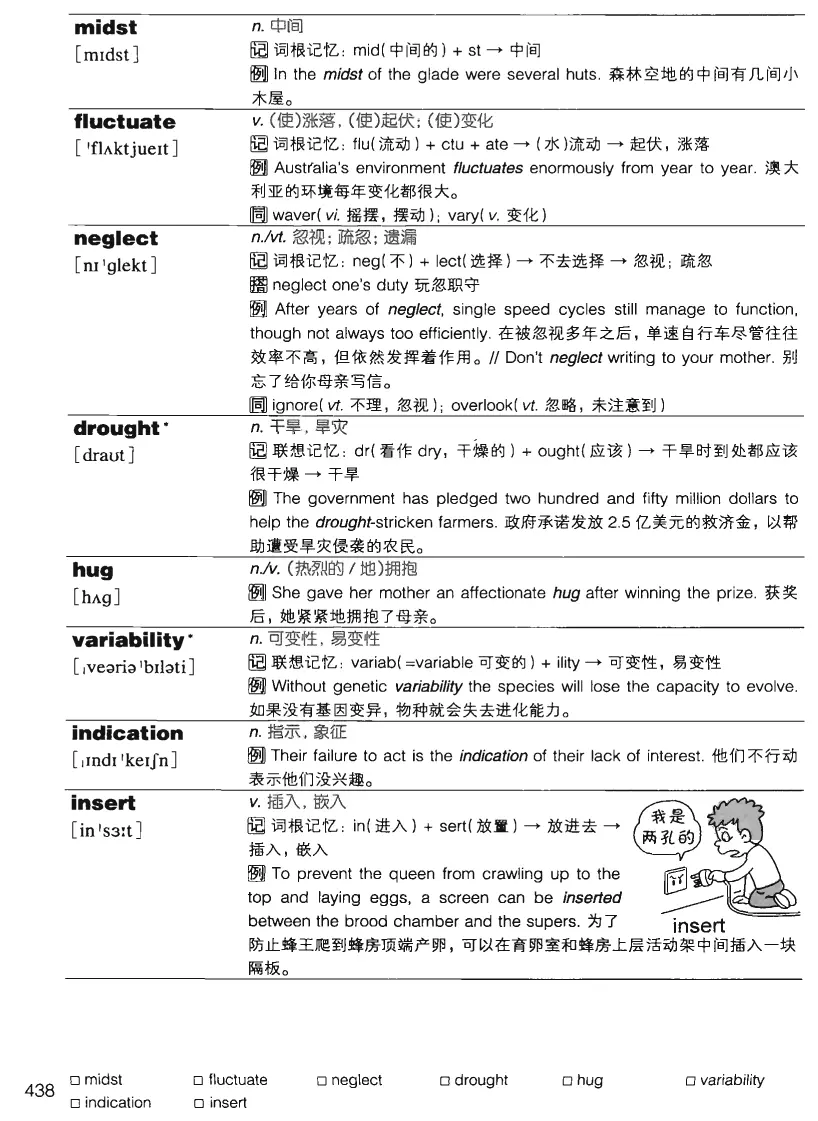 midst
[mɪdst]
n. 中间
[记] 词根记忆: mid(中间的) + st → 中间
[例] In the midst of the glade were several huts. 森林空地的中间有几间小
木屋。
fluctuate
[ˈflʌktjueɪt]
v. (使)涨落, (使)起伏; (使)变化
[记] 词根记忆: flu(流动) + ctu + ate → (水)流动 → 起伏, 涨落
[例] Australia's environment fluctuates enormously from year to year. 澳大
利亚的环境每年变化都很大。
[同] waver(vi. 摇摆, 摆动); vary(v. 变化)
neglect
[nɪˈglekt]
n./vt. 忽视; 疏忽; 遗漏
[记] 词根记忆: neg(不) + lect(选择) → 不去选择 → 忽视; 疏忽
[搭] neglect one's duty 玩忽职守
[例] After years of neglect, single speed cycles still manage to function,
though not always too efficiently. 在被忽视多年之后, 单速自行车尽管往往
效率不高, 但依然发挥着作用。// Don't neglect writing to your mother. 别
忘了给你母亲写信。
[同] ignore(vt. 不理, 忽视); overlook(vt. 忽略, 未注意到)
drought*
[draʊt]
n. 干旱, 旱灾
[记] 联想记忆: dr(看作 dry, 干燥的) + ought(应该) → 干旱时到处都应该
很干燥 → 干旱
[例] The government has pledged two hundred and fifty million dollars to
help the drought-stricken farmers. 政府承诺发放 2.5 亿美元的救济金, 以帮
助遭受旱灾侵袭的农民。
hug
[hʌg]
n./v. (热烈的 / 地)拥抱
[例] She gave her mother an affectionate hug after winning the prize. 获奖
后, 她紧紧地拥抱了母亲。
variability*
[ˌveəriəˈbɪləti]
n. 可变性, 易变性
[记] 联想记忆: variab(=variable 可变的) + ility → 可变性, 易变性
[例] Without genetic variability the species will lose the capacity to evolve.
如果没有基因变异, 物种就会失去进化能力。
indication
[ˌɪndɪˈkeɪʃn]
n. 指示, 象征
[例] Their failure to act is the indication of their lack of interest. 他们不行动
表示他们没兴趣。
insert
[inˈsɜːt]
v. 插入, 嵌入
[记] 词根记忆: in(进入) + sert(放置) → 放进去 →
插入, 嵌入
[例] To prevent the queen from crawling up to the
top and laying eggs, a screen can be inserted
between the brood chamber and the supers. 为了
防止蜂王爬到蜂房顶端产卵, 可以在育卵室和蜂房上层活动架中间插入一块
隔板。
我是
两孔的
insert
438
□ midst □ fluctuate □ neglect □ drought □ hug □ variability
□ indication □ insert